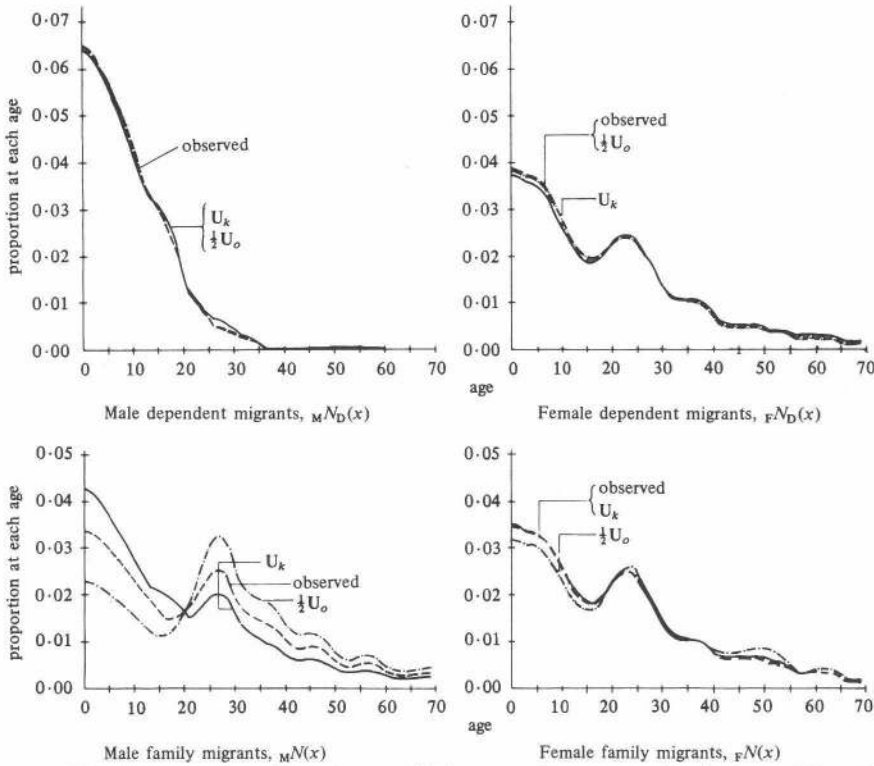 0·07
0·06
0·05
0·04
0·03
0·02
0·01
0·00
proportion at each age
observed
U_k
½U_o
0 10 20 30 40 50 60 70
age
Male dependent migrants, _MN_D(x)
0·07
0·06
0·05
0·04
0·03
0·02
0·01
0·00
observed
½U_o
U_k
0 10 20 30 40 50 60 70
Female dependent migrants, _FN_D(x)
0·05
0·04
0·03
0·02
0·01
0·00
proportion at each age
U_k
observed
½U_o
0 10 20 30 40 50 60 70
age
Male family migrants, _MN(x)
0·05
0·04
0·03
0·02
0·01
0·00
observed
U_k
½U_o
0 10 20 30 40 50 60 70
Female family migrants, _FN(x)